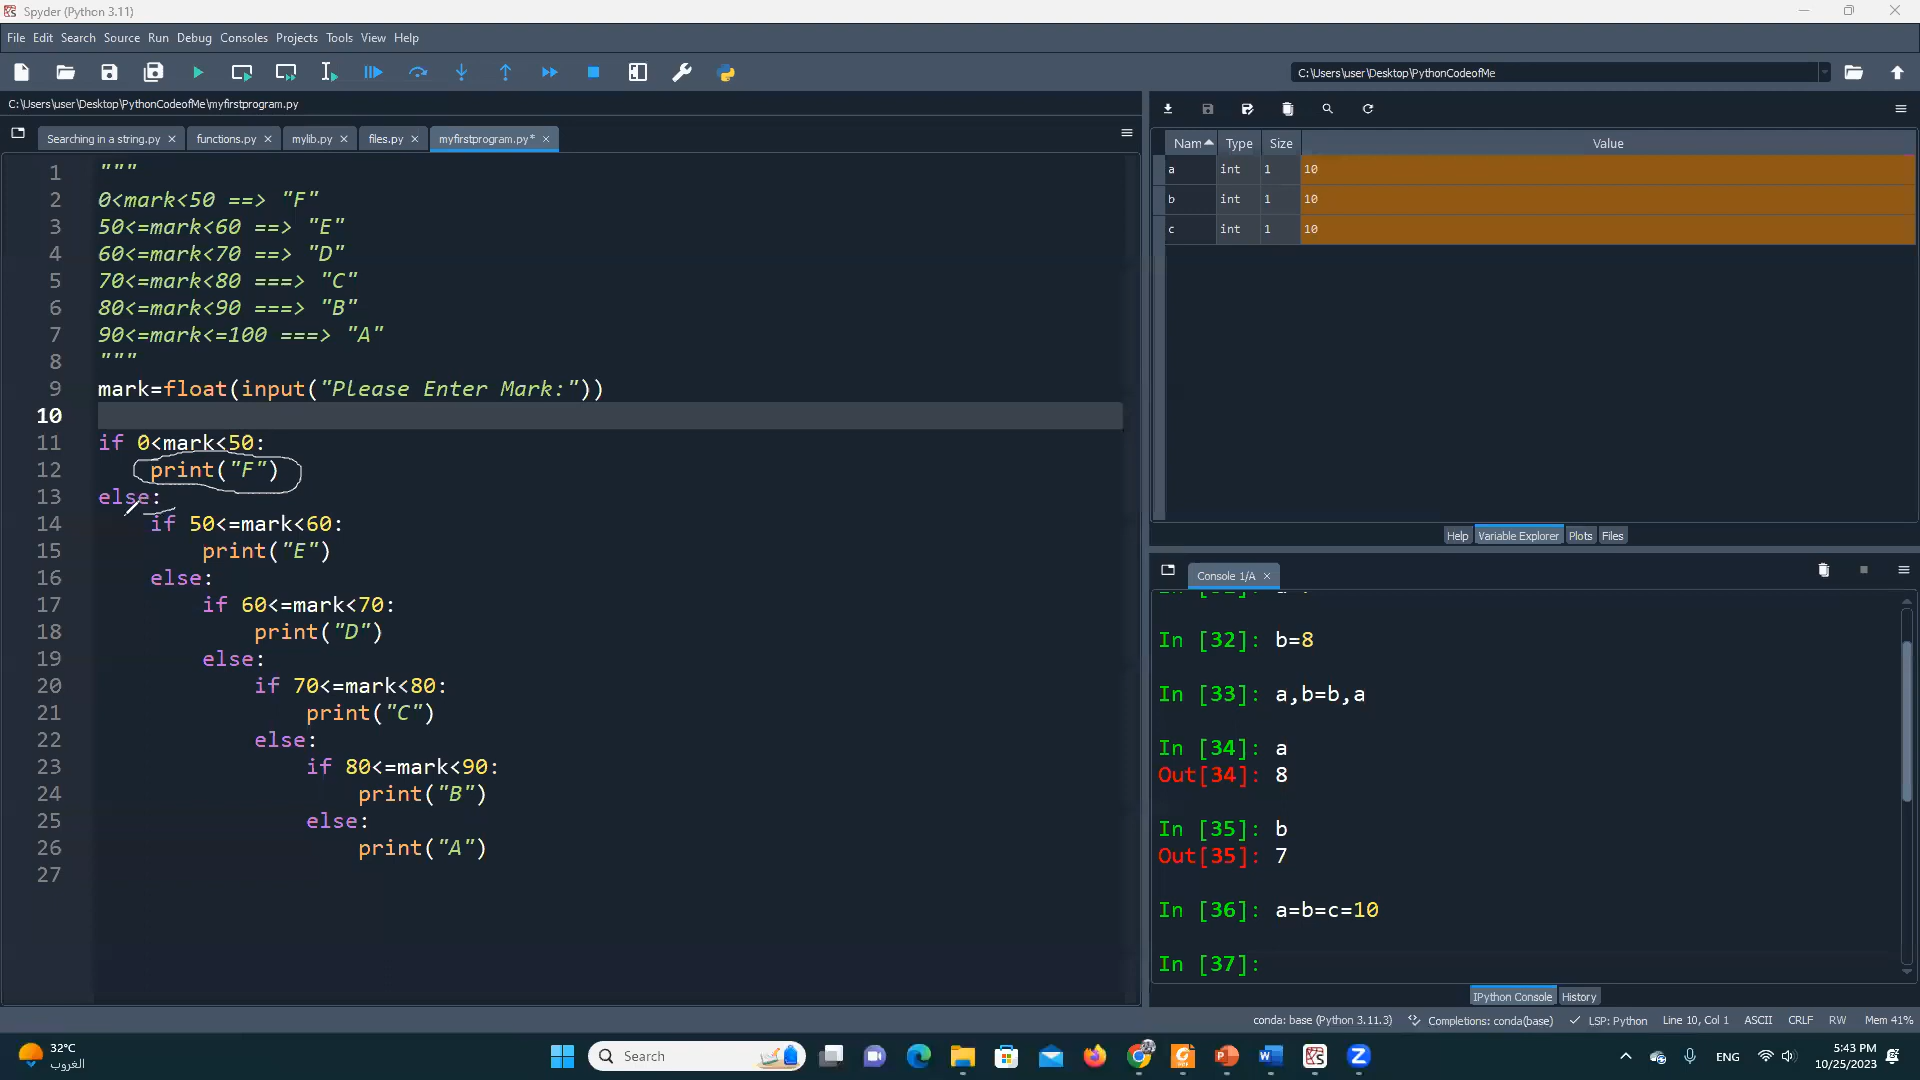 Spyder (Python 3.11)
File Edit Search Source Run Debug Consoles Projects Tools View Help
C:\Users\user\Desktop\PythonCodeofMe
C:\Users\user\Desktop\PythonCodeofMe\myfirstprogram.py
Searching in a string.py functions.py mylib.py files.py myfirstprogram.py*
1 """
2 0<mark<50 ==> "F"
3 50<=mark<60 ==> "E"
4 60<=mark<70 ==> "D"
5 70<=mark<80 ===> "C"
6 80<=mark<90 ===> "B"
7 90<=mark<=100 ===> "A"
8 """
9 mark=float(input("Please Enter Mark:"))
10
11 if 0<mark<50:
12 print("F")
13 else:
14 if 50<=mark<60:
15 print("E")
16 else:
17 if 60<=mark<70:
18 print("D")
19 else:
20 if 70<=mark<80:
21 print("C")
22 else:
23 if 80<=mark<90:
24 print("B")
25 else:
26 print("A")
27
Nam Type Size Value
a int 1 10
b int 1 10
c int 1 10
Help Variable Explorer Plots Files
Console 1/A
In [32]: b=8
In [33]: a,b=b,a
In [34]: a
Out[34]: 8
In [35]: b
Out[35]: 7
In [36]: a=b=c=10
In [37]:
IPython Console History
conda: base (Python 3.11.3) Completions: conda(base) LSP: Python Line 10, Col 1 ASCII CRLF RW Mem 41%
32°C
الغروب
Search
ENG
5:43 PM
10/25/2023